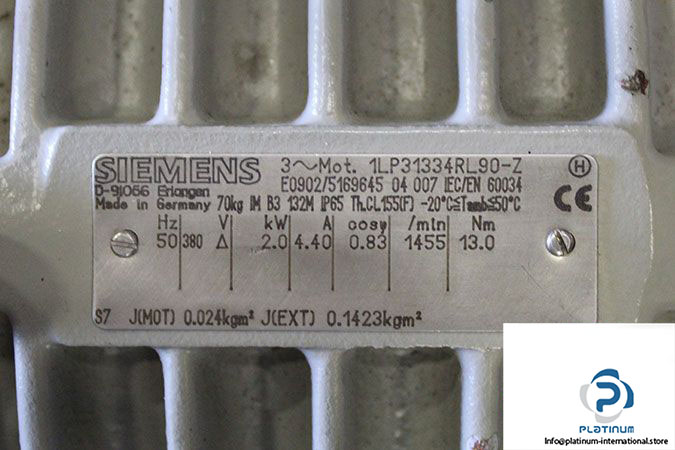 SIEMENS 3~Mot. 1LP31334RL90-Z
D-91056 Erlangen E0902/5169645 04 007 IEC/EN 60034
Made in Germany 70kg IM B3 132M IP65 Th.CL155(F) -20°C≤Tamb≤50°C
H
CE
Hz V kW A cosφ /min Nm
50 380 Δ 2.0 4.40 0.83 1455 13.0
S7 J(MOT) 0.024kgm² J(EXT) 0.1423kgm²
PLATINUM
info@platinum-international.store